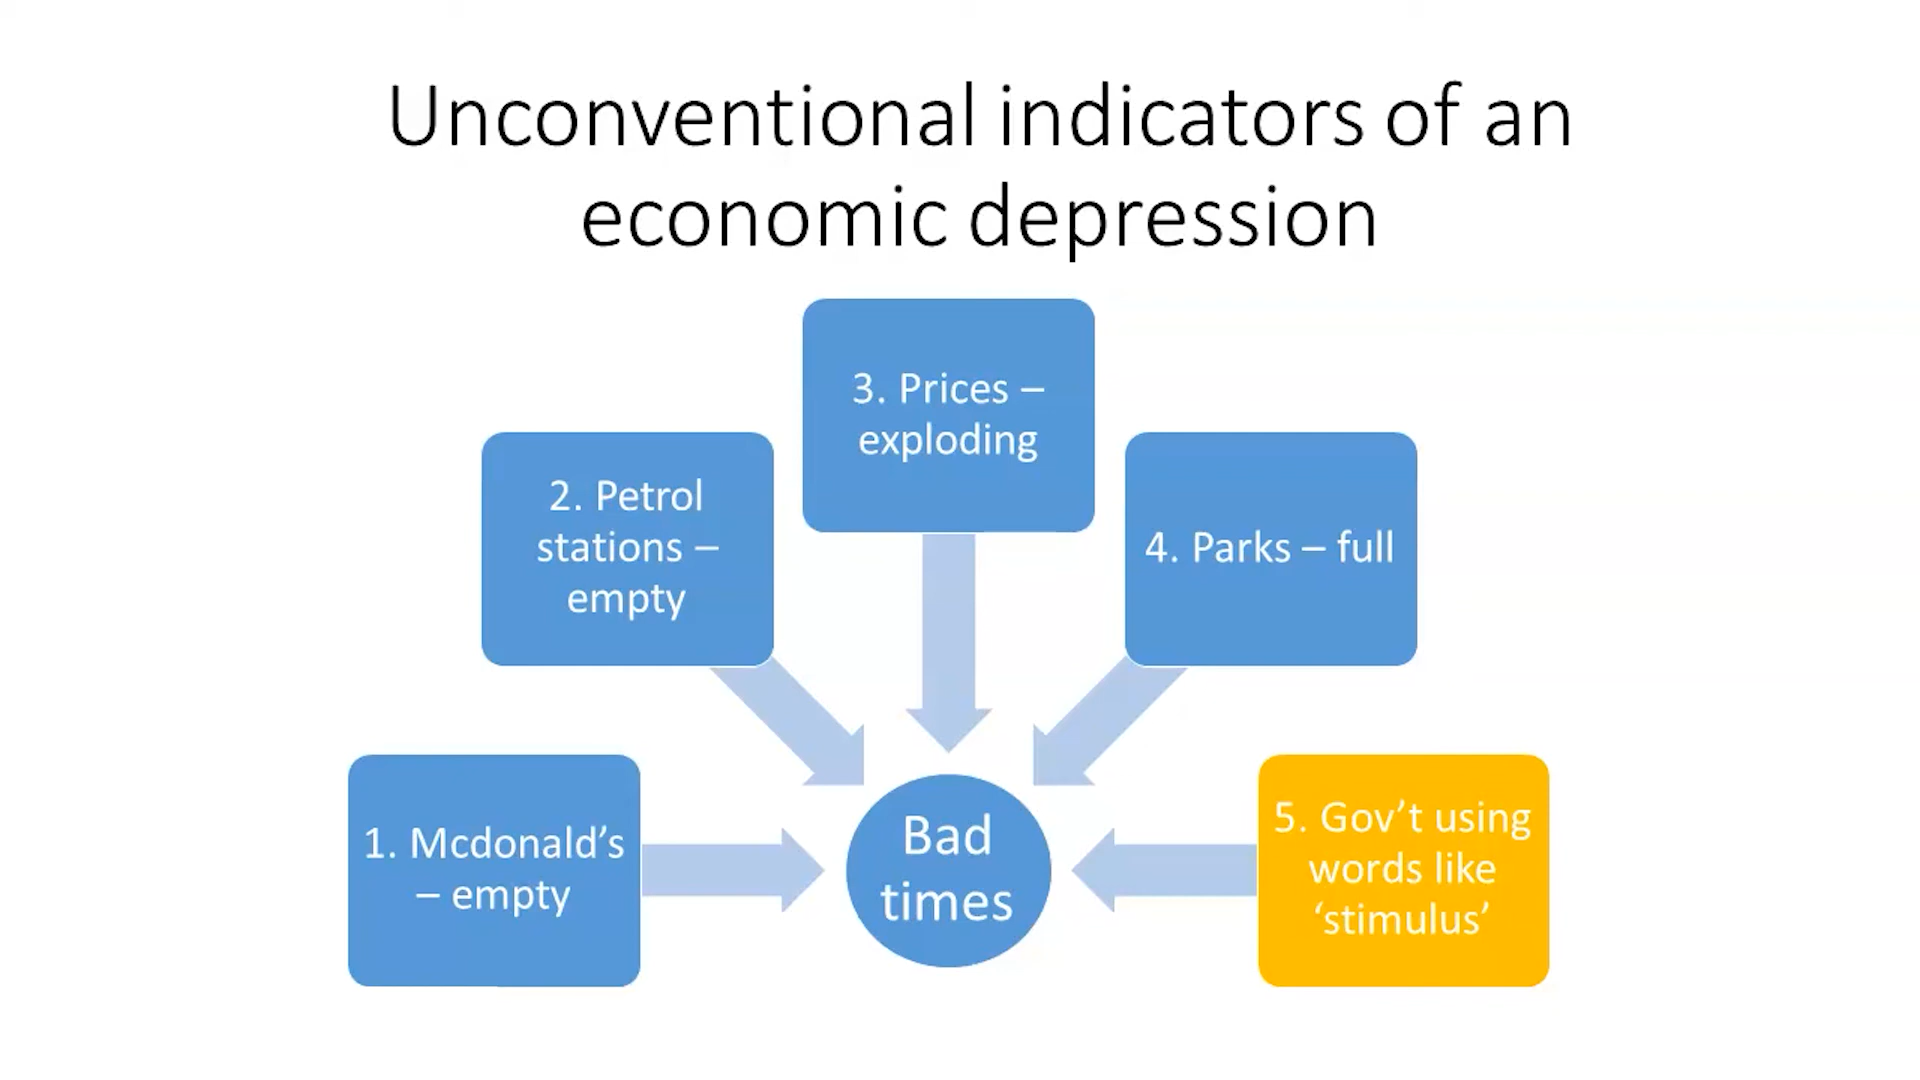 Unconventional indicators of an
economic depression
3. Prices –
exploding
2. Petrol
stations –
empty
4. Parks – full
1. Mcdonald’s
– empty
Bad
times
5. Gov’t using
words like
‘stimulus’